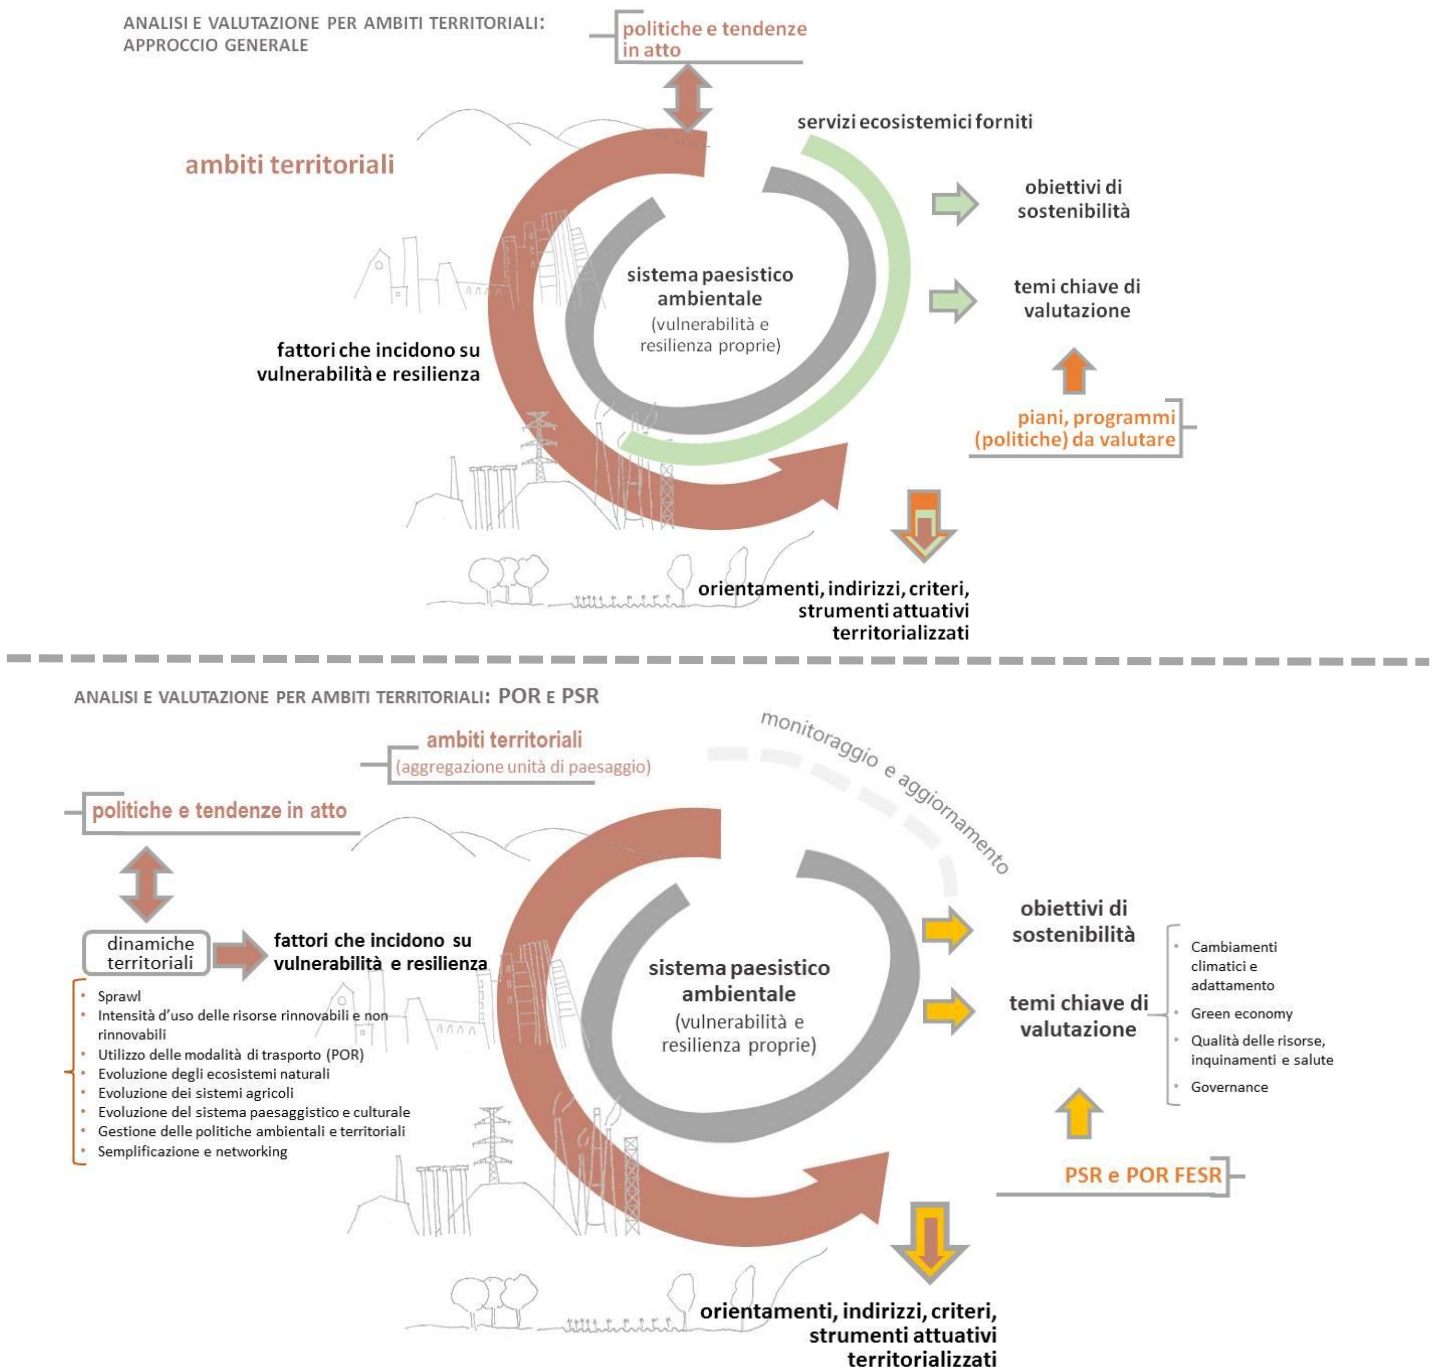 ANALISI E VALUTAZIONE PER AMBITI TERRITORIALI:
APPROCCIO GENERALE
politiche e tendenze
in atto
servizi ecosistemici forniti
ambiti territoriali
obiettivi di
sostenibilità
sistema paesistico
ambientale
(vulnerabilità e
resilienza proprie)
temi chiave di
valutazione
fattori che incidono su
vulnerabilità e resilienza
piani, programmi
(politiche) da valutare
orientamenti, indirizzi, criteri,
strumenti attuativi
territorializzati
ANALISI E VALUTAZIONE PER AMBITI TERRITORIALI: POR E PSR
monitoraggio e aggiornamento
ambiti territoriali
(aggregazione unità di paesaggio)
politiche e tendenze in atto
dinamiche
territoriali
fattori che incidono su
vulnerabilità e resilienza
• Sprawl
• Intensità d'uso delle risorse rinnovabili e non
rinnovabili
• Utilizzo delle modalità di trasporto (POR)
• Evoluzione degli ecosistemi naturali
• Evoluzione dei sistemi agricoli
• Evoluzione del sistema paesaggistico e culturale
• Gestione delle politiche ambientali e territoriali
• Semplificazione e networking
sistema paesistico
ambientale
(vulnerabilità e
resilienza proprie)
obiettivi di
sostenibilità
temi chiave di
valutazione
• Cambiamenti
climatici e
adattamento
• Green economy
• Qualità delle risorse,
inquinamenti e salute
• Governance
PSR e POR FESR
orientamenti, indirizzi, criteri,
strumenti attuativi
territorializzati